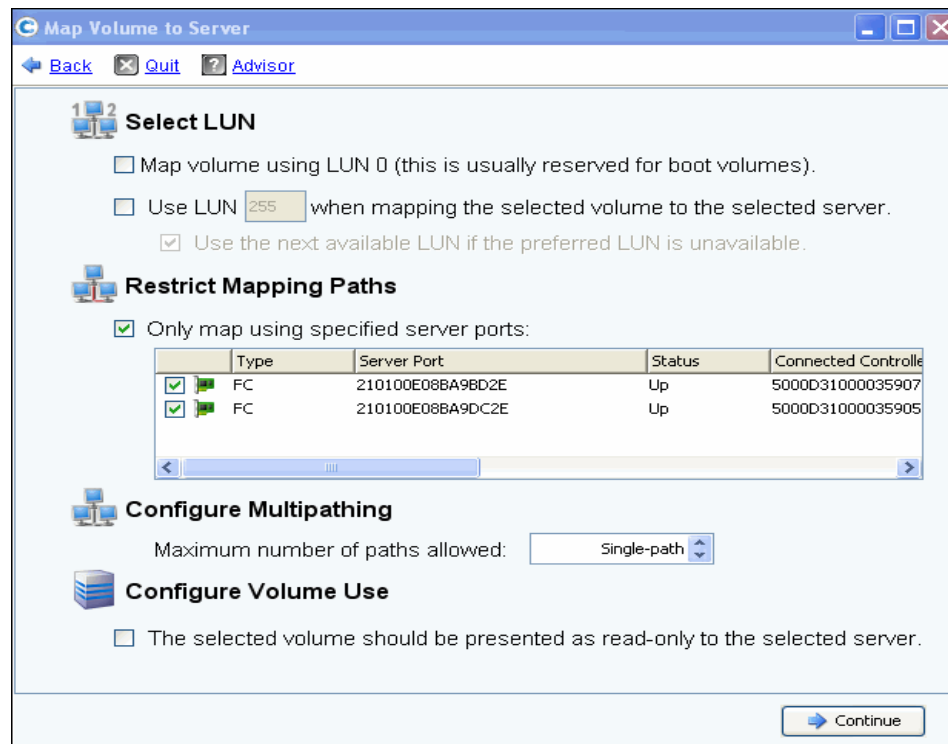 Map Volume to Server
Back Quit Advisor
1 2
Select LUN
Map volume using LUN 0 (this is usually reserved for boot volumes).
Use LUN 255 when mapping the selected volume to the selected server.
Use the next available LUN if the preferred LUN is unavailable.
Restrict Mapping Paths
Only map using specified server ports:
Type Server Port Status Connected Controlle
FC 210100E08BA9BD2E Up 5000D31000035907
FC 210100E08BA9DC2E Up 5000D31000035905
Configure Multipathing
Maximum number of paths allowed: Single-path
Configure Volume Use
The selected volume should be presented as read-only to the selected server.
Continue